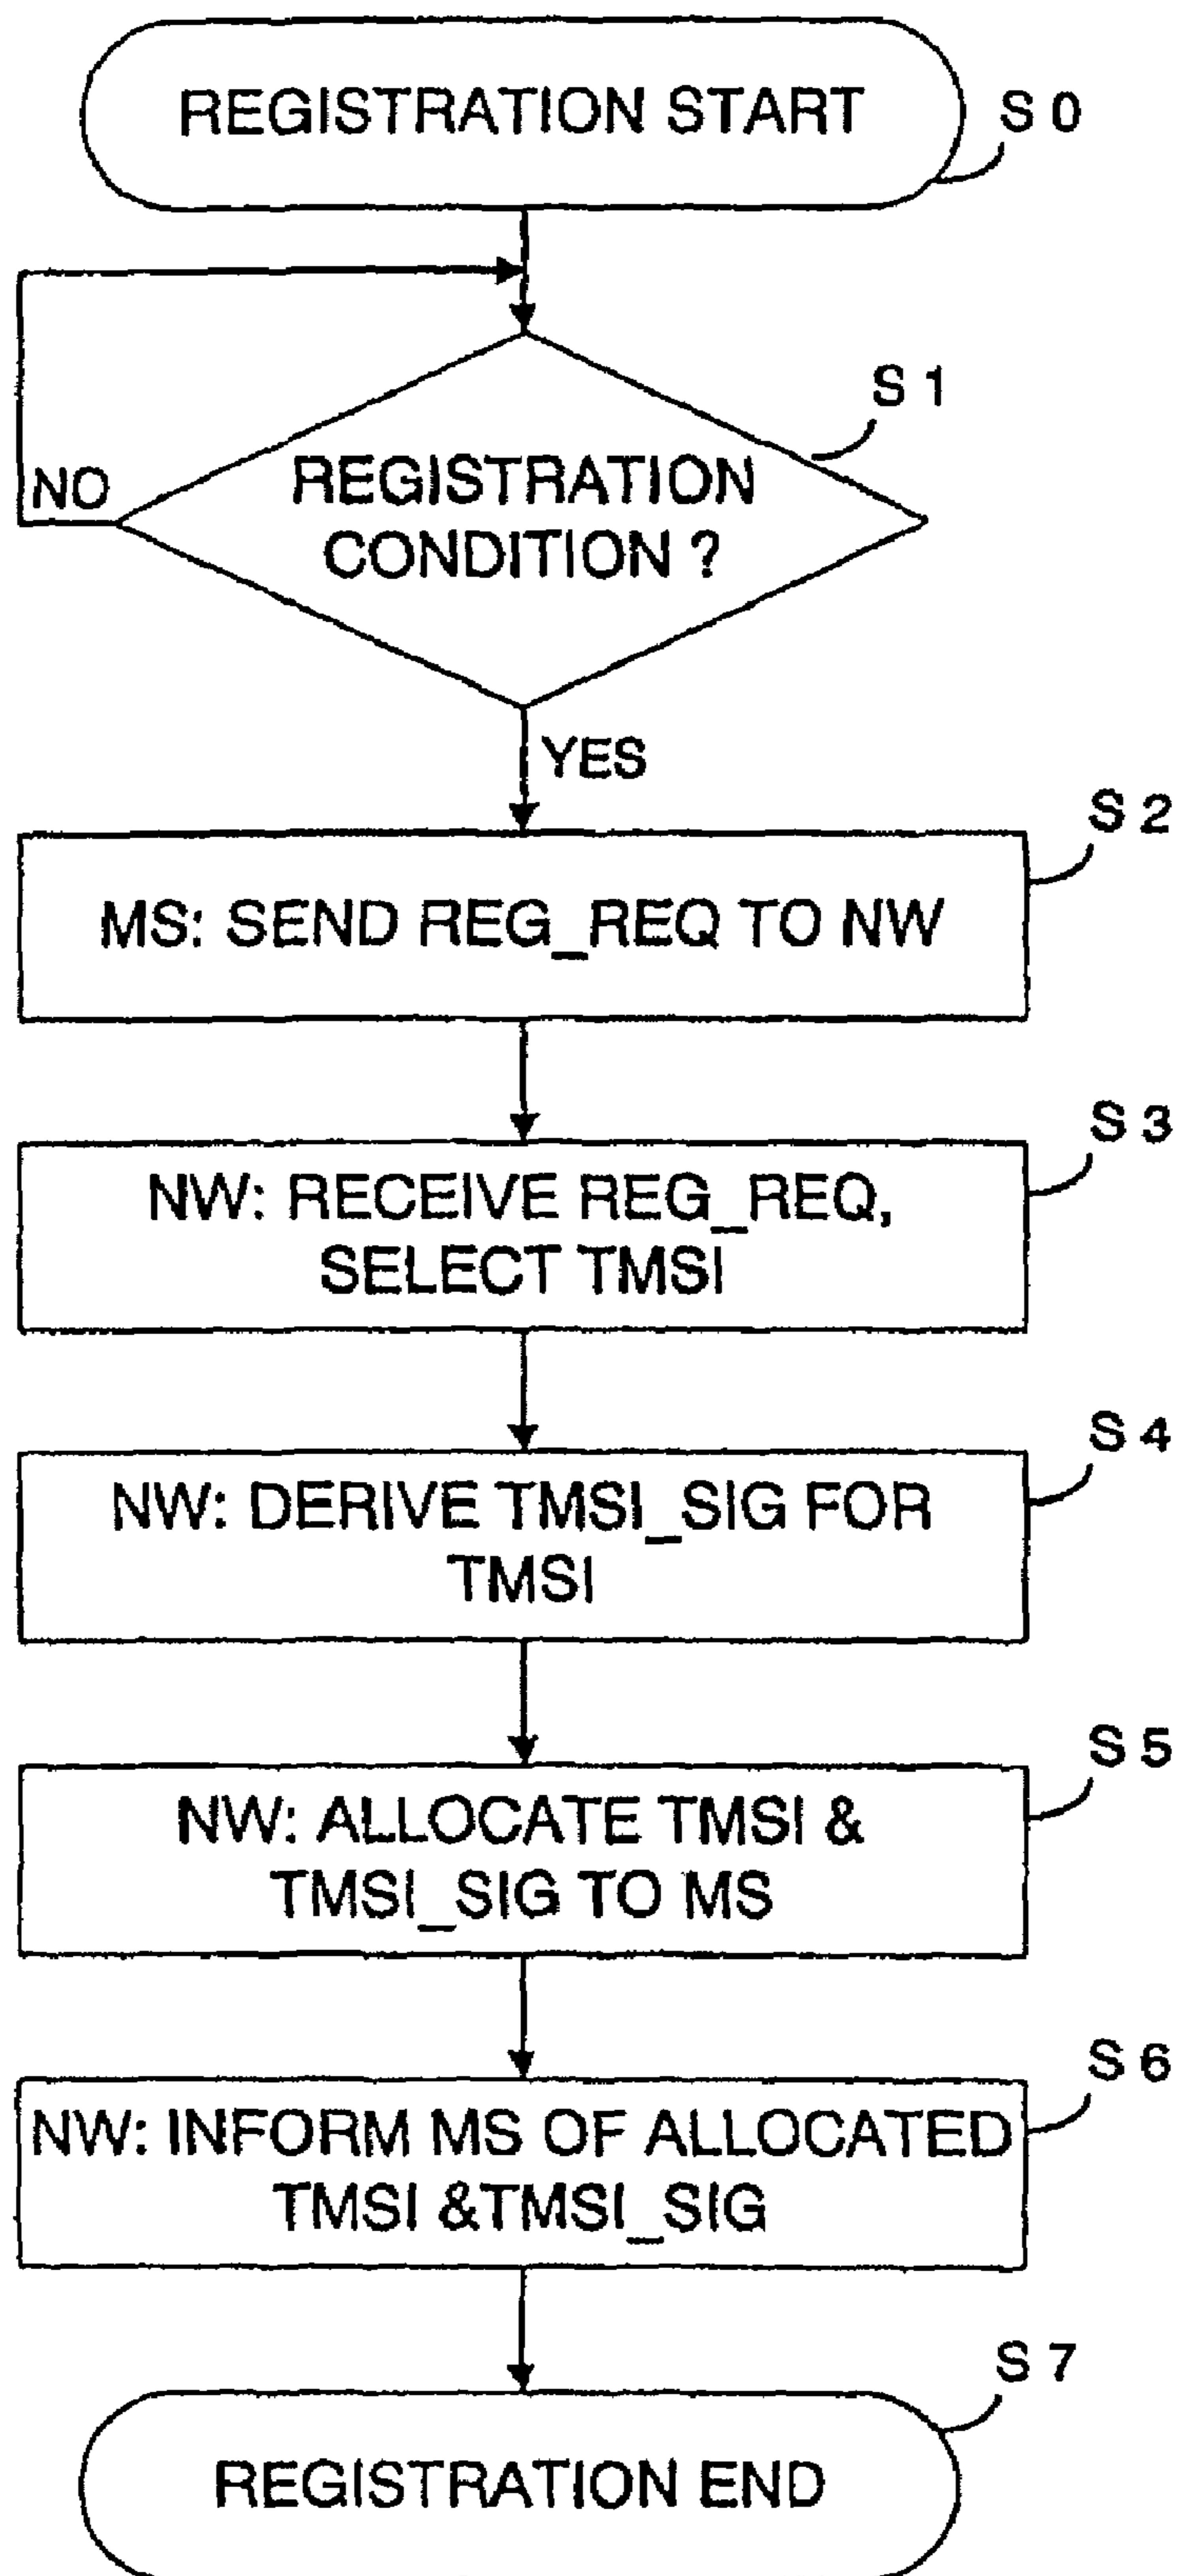 REGISTRATION START
S 0
S 1
REGISTRATION
CONDITION ?
NO
YES
S 2
MS: SEND REG_REQ TO NW
S 3
NW: RECEIVE REG_REQ,
SELECT TMSI
S 4
NW: DERIVE TMSI_SIG FOR
TMSI
S 5
NW: ALLOCATE TMSI &
TMSI_SIG TO MS
S 6
NW: INFORM MS OF ALLOCATED
TMSI &TMSI_SIG
S 7
REGISTRATION END